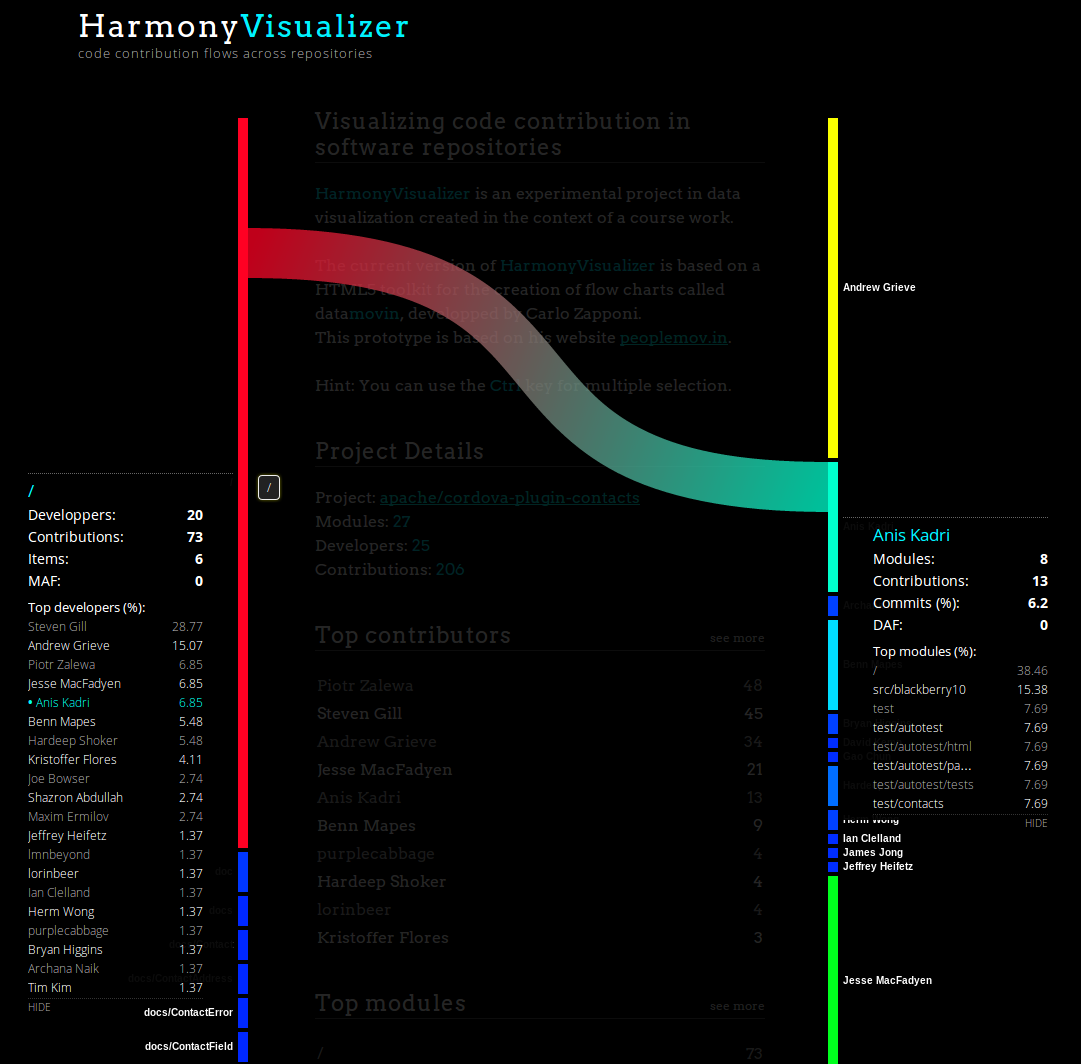 HarmonyVisualizer
code contribution flows across repositories
Visualizing code contribution in
software repositories
HarmonyVisualizer is an experimental project in data
visualization created in the context of a course work.
The current version of HarmonyVisualizer is based on a
HTML5 toolkit for the creation of flow charts called
datamovin, developped by Carlo Zapponi.
This prototype is based on his website peoplemov.in.
Hint: You can use the Ctrl key for multiple selection.
Project Details
Project: apache/cordova-plugin-contacts
Modules: 27
Developers: 25
Contributions: 206
Top contributors see more
Piotr Zalewa 48
Steven Gill 45
Andrew Grieve 34
Jesse MacFadyen 21
Anis Kadri 13
Benn Mapes 9
purplecabbage 4
Hardeep Shoker 4
lorinbeer 4
Kristoffer Flores 3
Top modules see more
/ 73
/
/
Developpers: 20
Contributions: 73
Items: 6
MAF: 0
Top developers (%):
Steven Gill 28.77
Andrew Grieve 15.07
Piotr Zalewa 6.85
Jesse MacFadyen 6.85
• Anis Kadri 6.85
Benn Mapes 5.48
Hardeep Shoker 5.48
Kristoffer Flores 4.11
Joe Bowser 2.74
Shazron Abdullah 2.74
Maxim Ermilov 2.74
Jeffrey Heifetz 1.37
lmnbeyond 1.37
lorinbeer 1.37
Ian Clelland 1.37
Herm Wong 1.37
purplecabbage 1.37
Bryan Higgins 1.37
Archana Naik 1.37
Tim Kim 1.37
HIDE
doc
docs
docs/ContactError
docs/ContactField
Andrew Grieve
Anis Kadri
Modules: 8
Contributions: 13
Commits (%): 6.2
DAF: 0
Top modules (%):
/ 38.46
src/blackberry10 15.38
test 7.69
test/autotest 7.69
test/autotest/html 7.69
test/autotest/pa... 7.69
test/autotest/tests 7.69
test/contacts 7.69
HIDE
Herm Wong
Ian Clelland
James Jong
Jeffrey Heifetz
Jesse MacFadyen